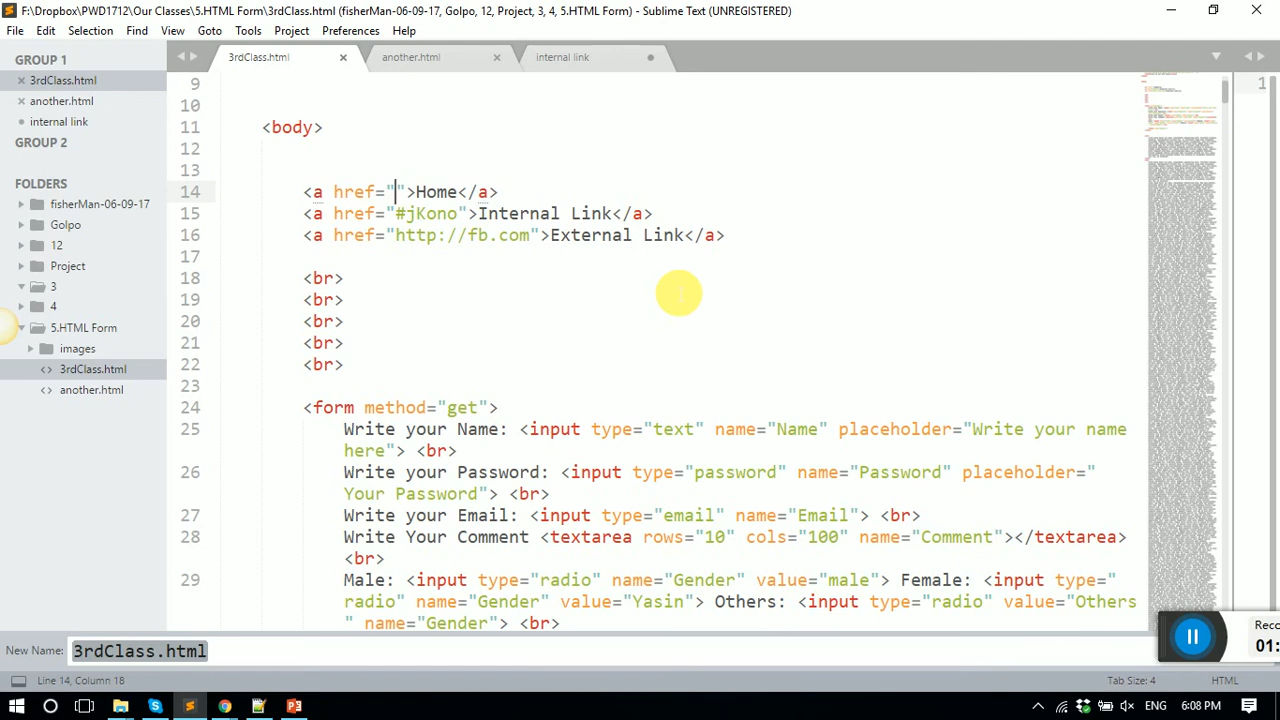 F:\Dropbox\PWD1712\Our Classes\5.HTML Form\3rdClass.html (fisherMan-06-09-17, Golpo, 12, Project, 3, 4, 5.HTML Form) - Sublime Text (UNREGISTERED)
File Edit Selection Find View Goto Tools Project Preferences Help
GROUP 1
3rdClass.html
another.html
internal link
GROUP 2
FOLDERS
fisherMan-06-09-17
Golpo
12
Project
3
4
5.HTML Form
images
3rdClass.html
another.html
3rdClass.html another.html internal link
9
10
11 <body>
12
13
14 <a href="">Home</a>
15 <a href="#jKono">Internal Link</a>
16 <a href="http://fb.com">External Link</a>
17
18 <br>
19 <br>
20 <br>
21 <br>
22 <br>
23
24 <form method="get">
25 Write your Name: <input type="text" name="Name" placeholder="Write your name
here"> <br>
26 Write your Password: <input type="password" name="Password" placeholder="
Your Password"> <br>
27 Write your Email: <input type="email" name="Email"> <br>
28 Write Your Comment <textarea rows="10" cols="100" name="Comment"></textarea>
<br>
29 Male: <input type="radio" name="Gender" value="male"> Female: <input type="
radio" name="Gender" value="Yasin"> Others: <input type="radio" value="Others
" name="Gender"> <br>
1
Reco
01:
New Name: 3rdClass.html
Line 14, Column 18 Tab Size: 4 HTML
ENG 6:08 PM